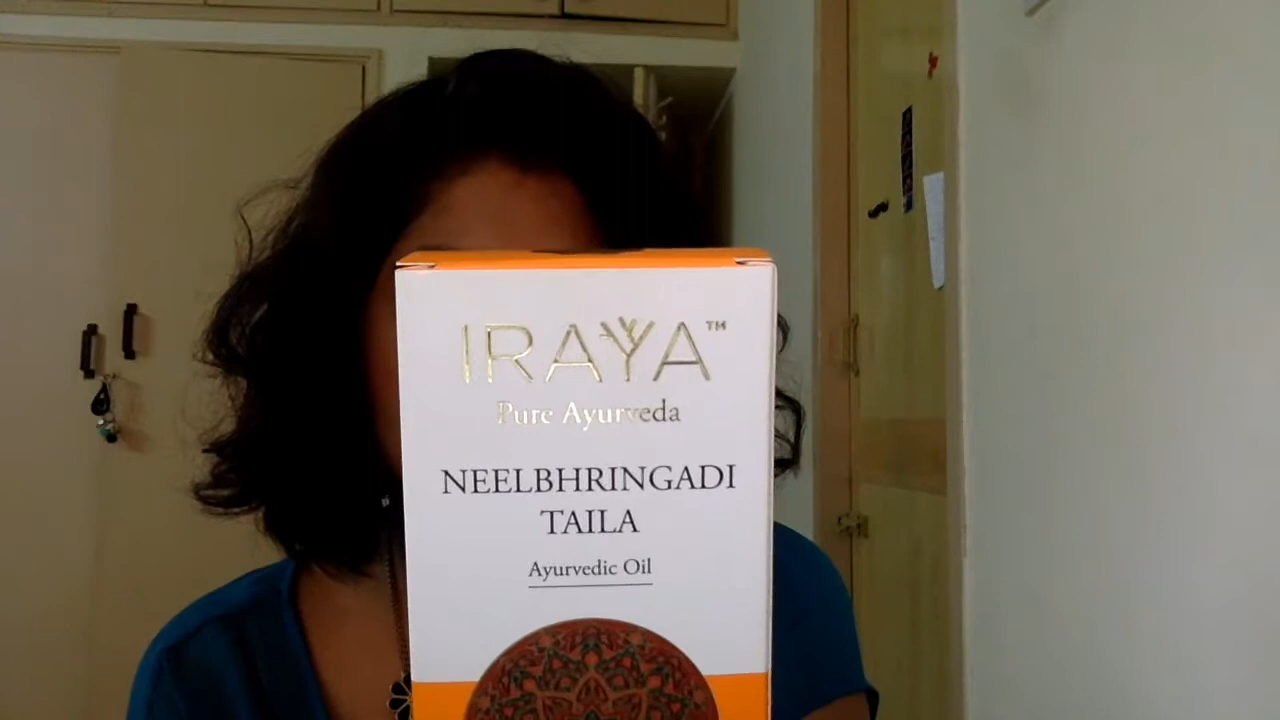 IRAYA™
Pure Ayurveda
NEELBHRINGADI
TAILA
Ayurvedic Oil